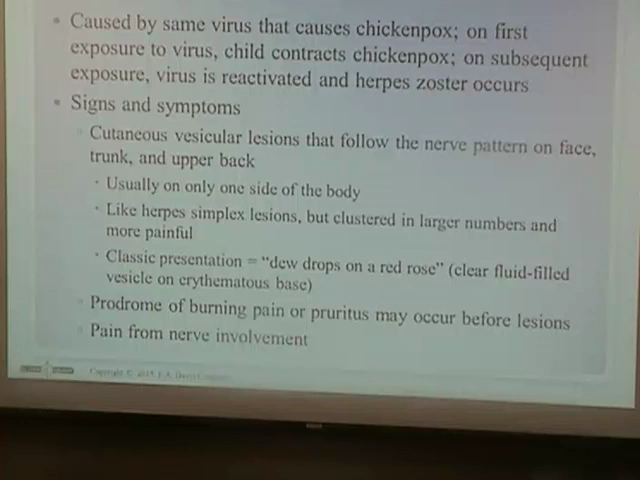 • Caused by same virus that causes chickenpox; on first
exposure to virus, child contracts chickenpox; on subsequent
exposure, virus is reactivated and herpes zoster occurs
• Signs and symptoms
Cutaneous vesicular lesions that follow the nerve pattern on face,
trunk, and upper back
• Usually on only one side of the body
• Like herpes simplex lesions, but clustered in larger numbers and
more painful
• Classic presentation = “dew drops on a red rose” (clear fluid-filled
vesicle on erythematous base)
Prodrome of burning pain or pruritus may occur before lesions
Pain from nerve involvement
Copyright ©